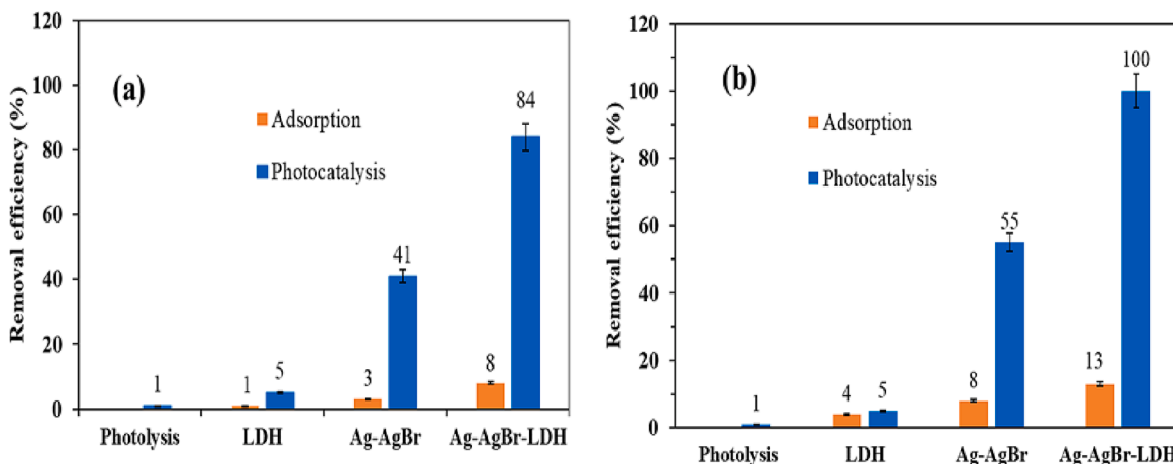 120
100
80
60
40
20
0
Removal efficiency (%)
(a)
Adsorption
Photocatalysis
1
1
5
3
41
8
84
Photolysis LDH Ag-AgBr Ag-AgBr-LDH
120
100
80
60
40
20
0
Removal efficiency (%)
(b)
Adsorption
Photocatalysis
1
4
5
8
55
13
100
Photolysis LDH Ag-AgBr Ag-AgBr-LDH